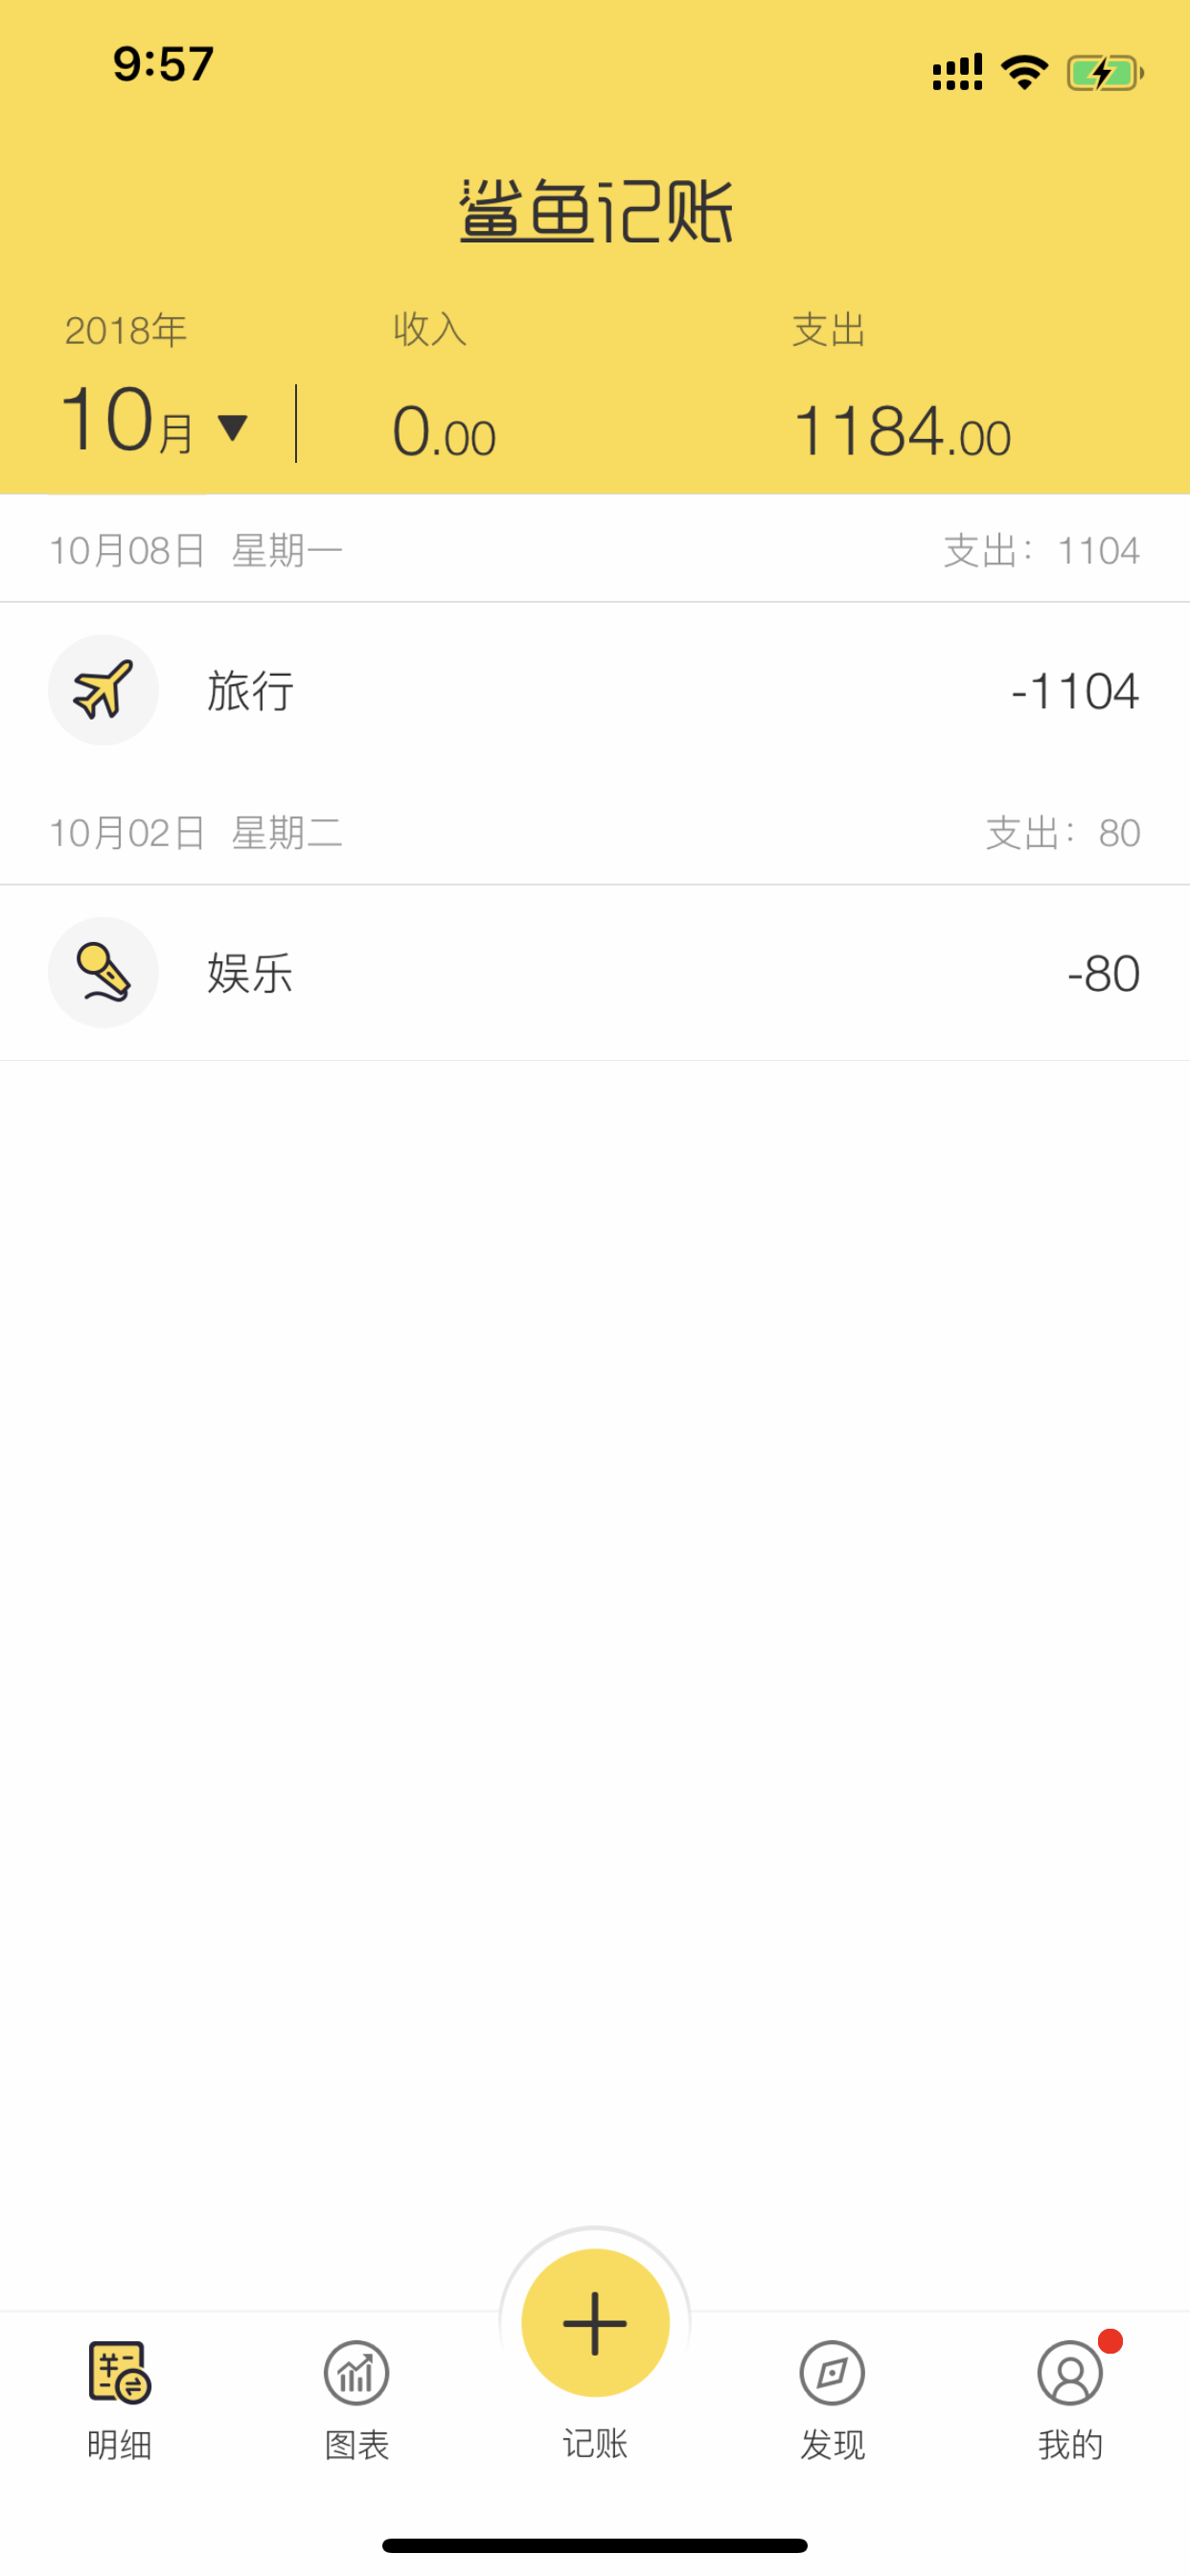 9:57
鲨鱼记账
2018年 收入 支出
10月 0.00 1184.00
10月08日 星期一 支出：1104
旅行 -1104
10月02日 星期二 支出：80
娱乐 -80
明细 图表 记账 发现 我的